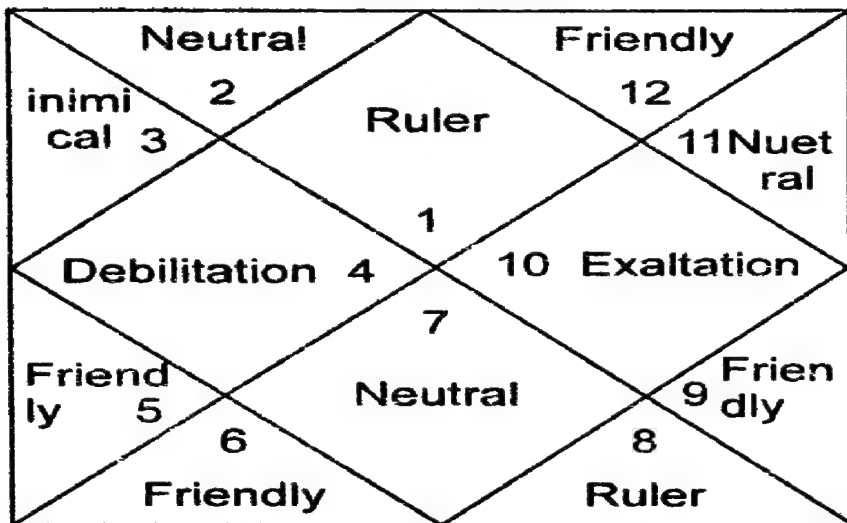 Neutral
Friendly
2
12
inimi
cal 3
Ruler
11Nuet
ral
1
Debilitation 4
10 Exaltation
7
Friend
ly 5
Neutral
9 Frien
dly
6
8
Friendly
Ruler